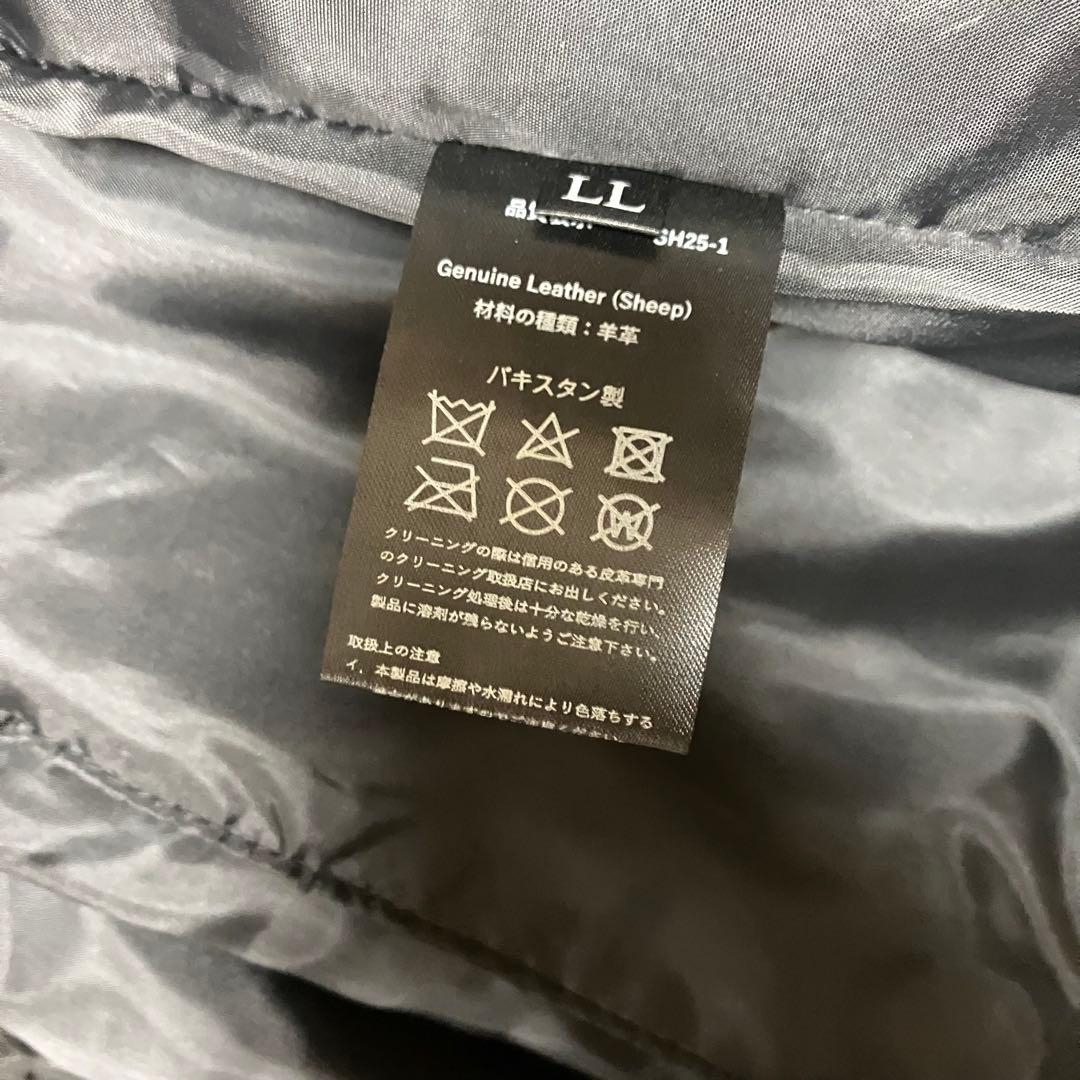 LL
品質表示 SH25-1
Genuine Leather (Sheep)
材料の種類：羊革
パキスタン製
W
クリーニングの際は信用のある皮革専門
のクリーニング取扱店にお出しください。
クリーニング処理後は十分な乾燥を行い、
製品に溶剤が残らないようご注意下さい。
取扱上の注意
イ．本製品は摩擦や水濡れにより色落ちする